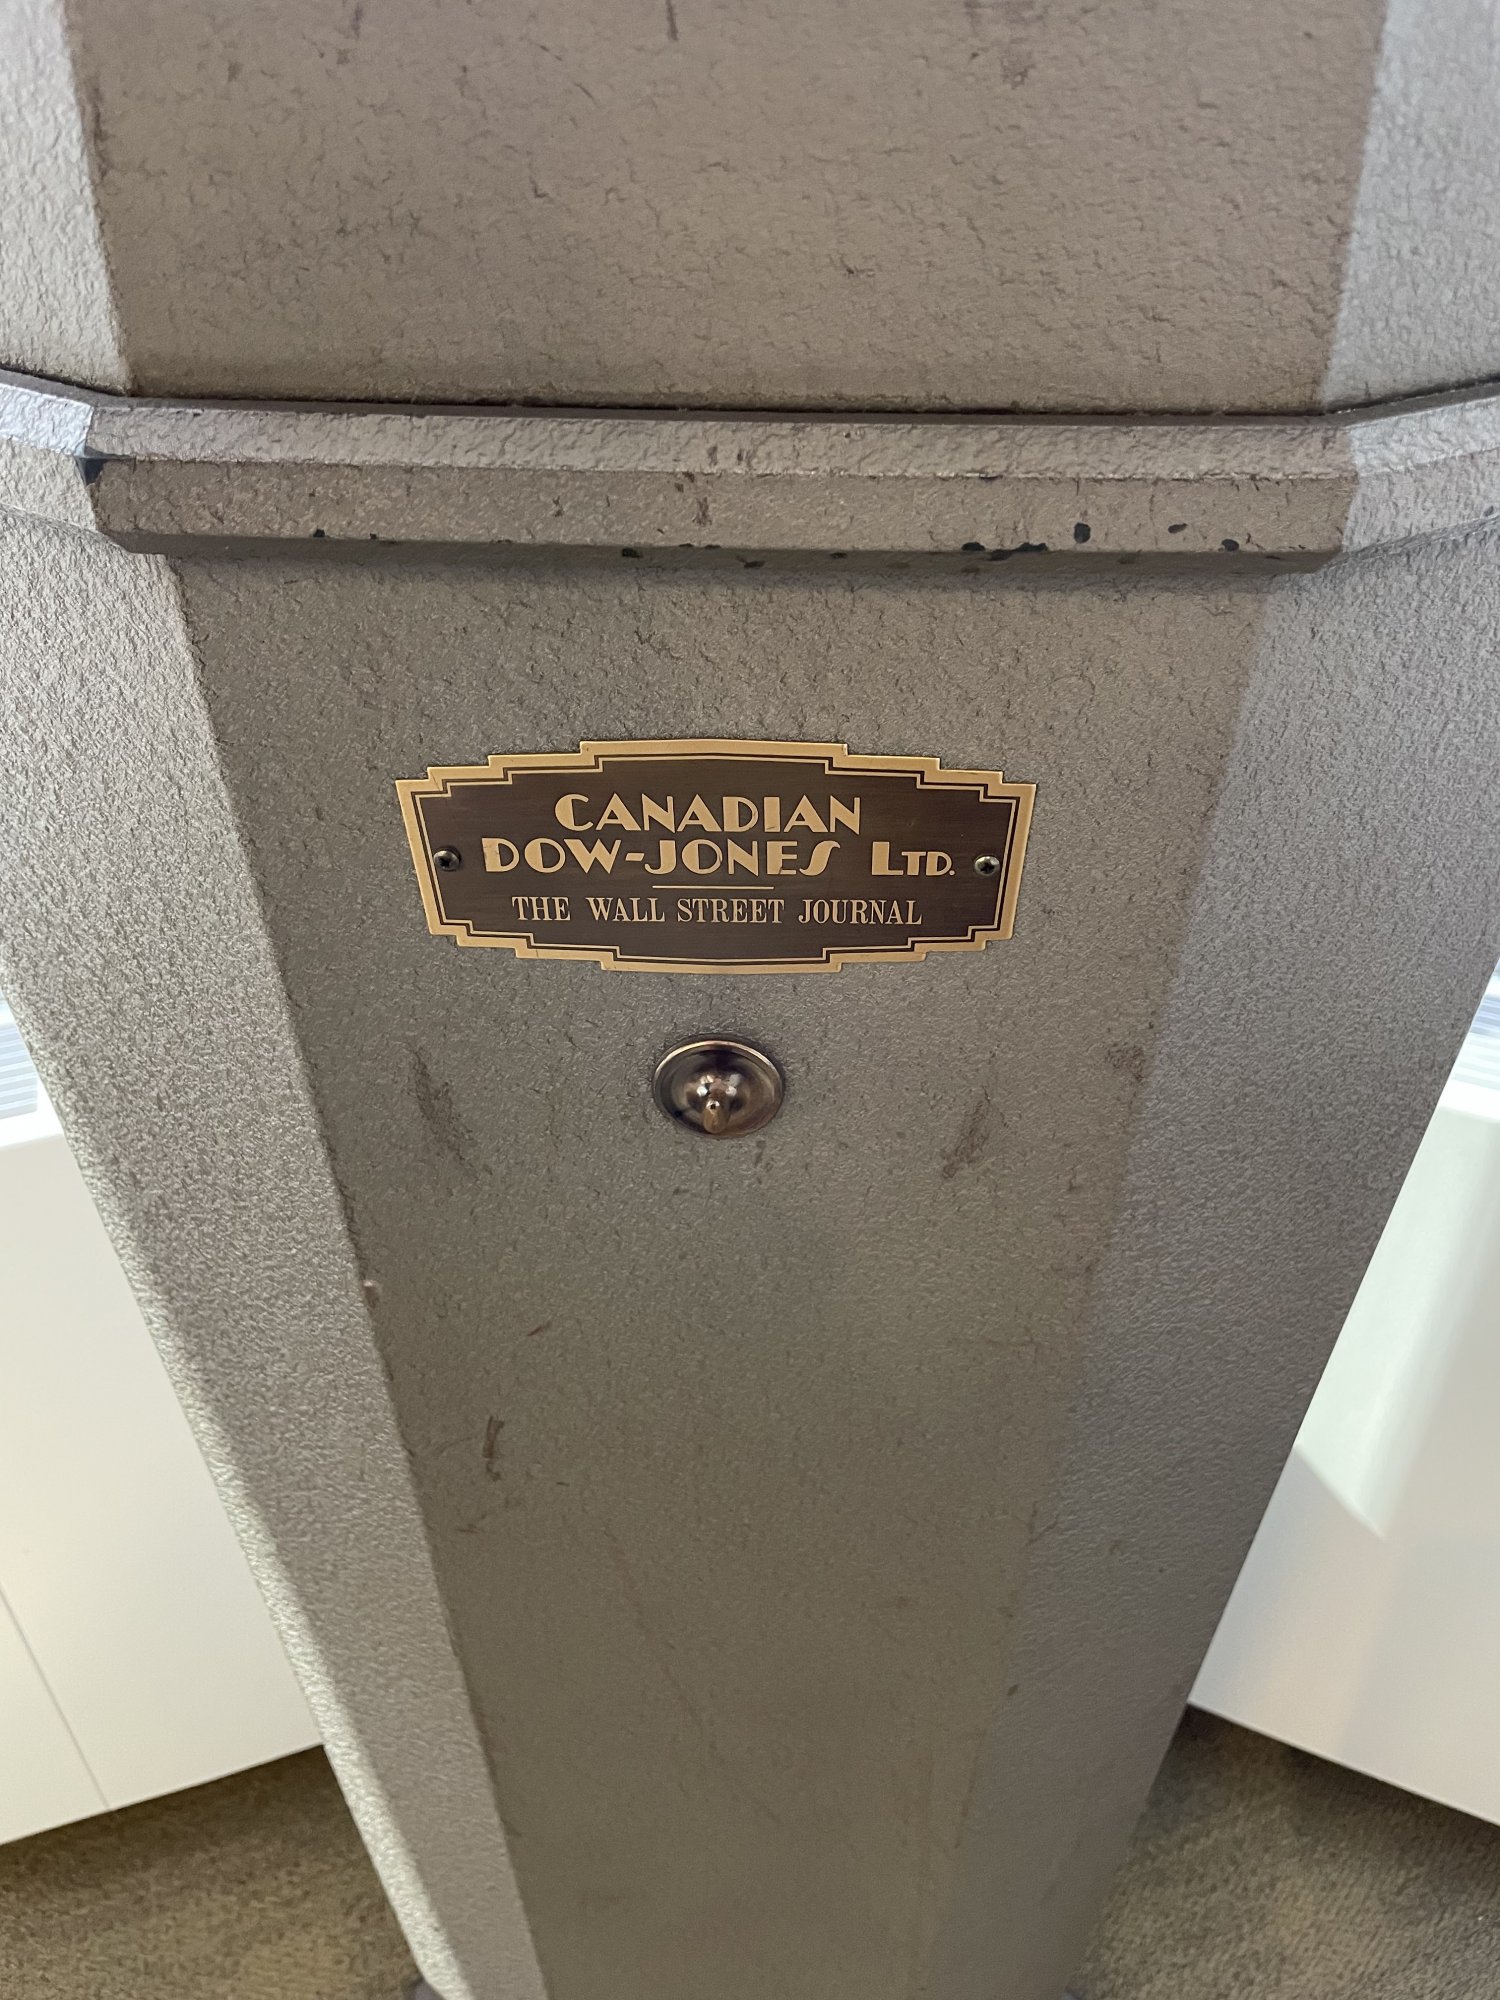 CANADIAN
DOW-JONES LTD.
THE WALL STREET JOURNAL